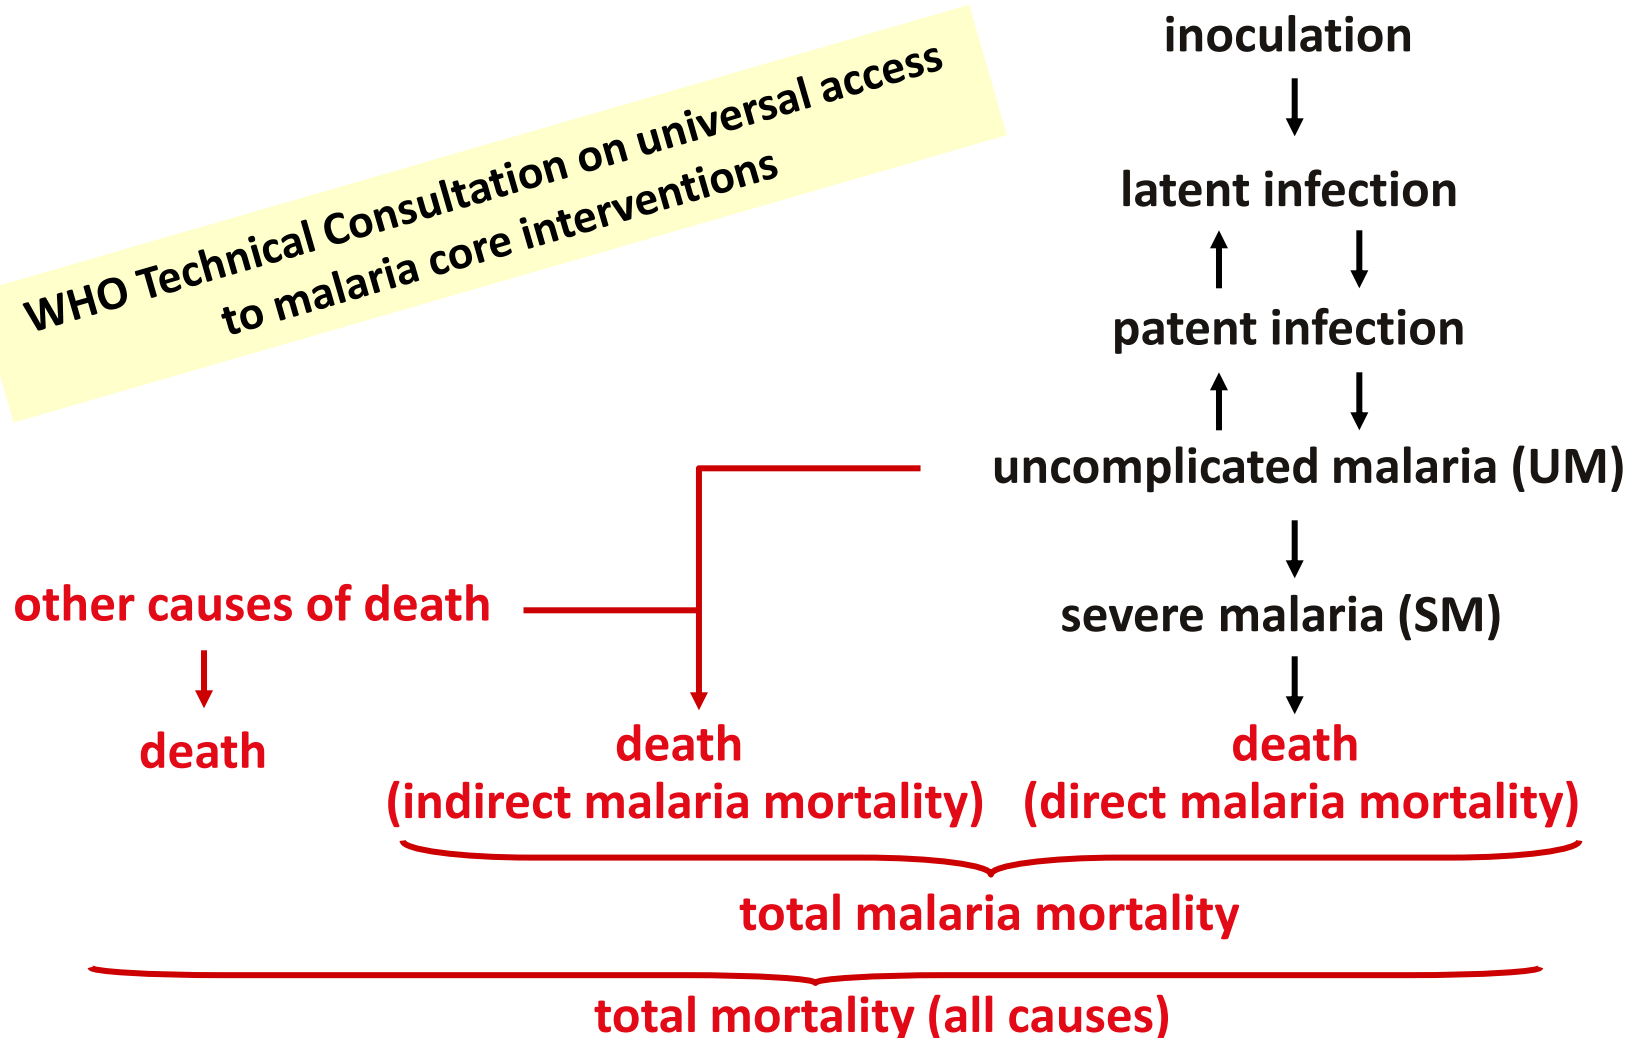 WHO Technical Consultation on universal access
to malaria core interventions
inoculation
latent infection
patent infection
uncomplicated malaria (UM)
other causes of death
severe malaria (SM)
death
death
(indirect malaria mortality)
death
(direct malaria mortality)
total malaria mortality
total mortality (all causes)